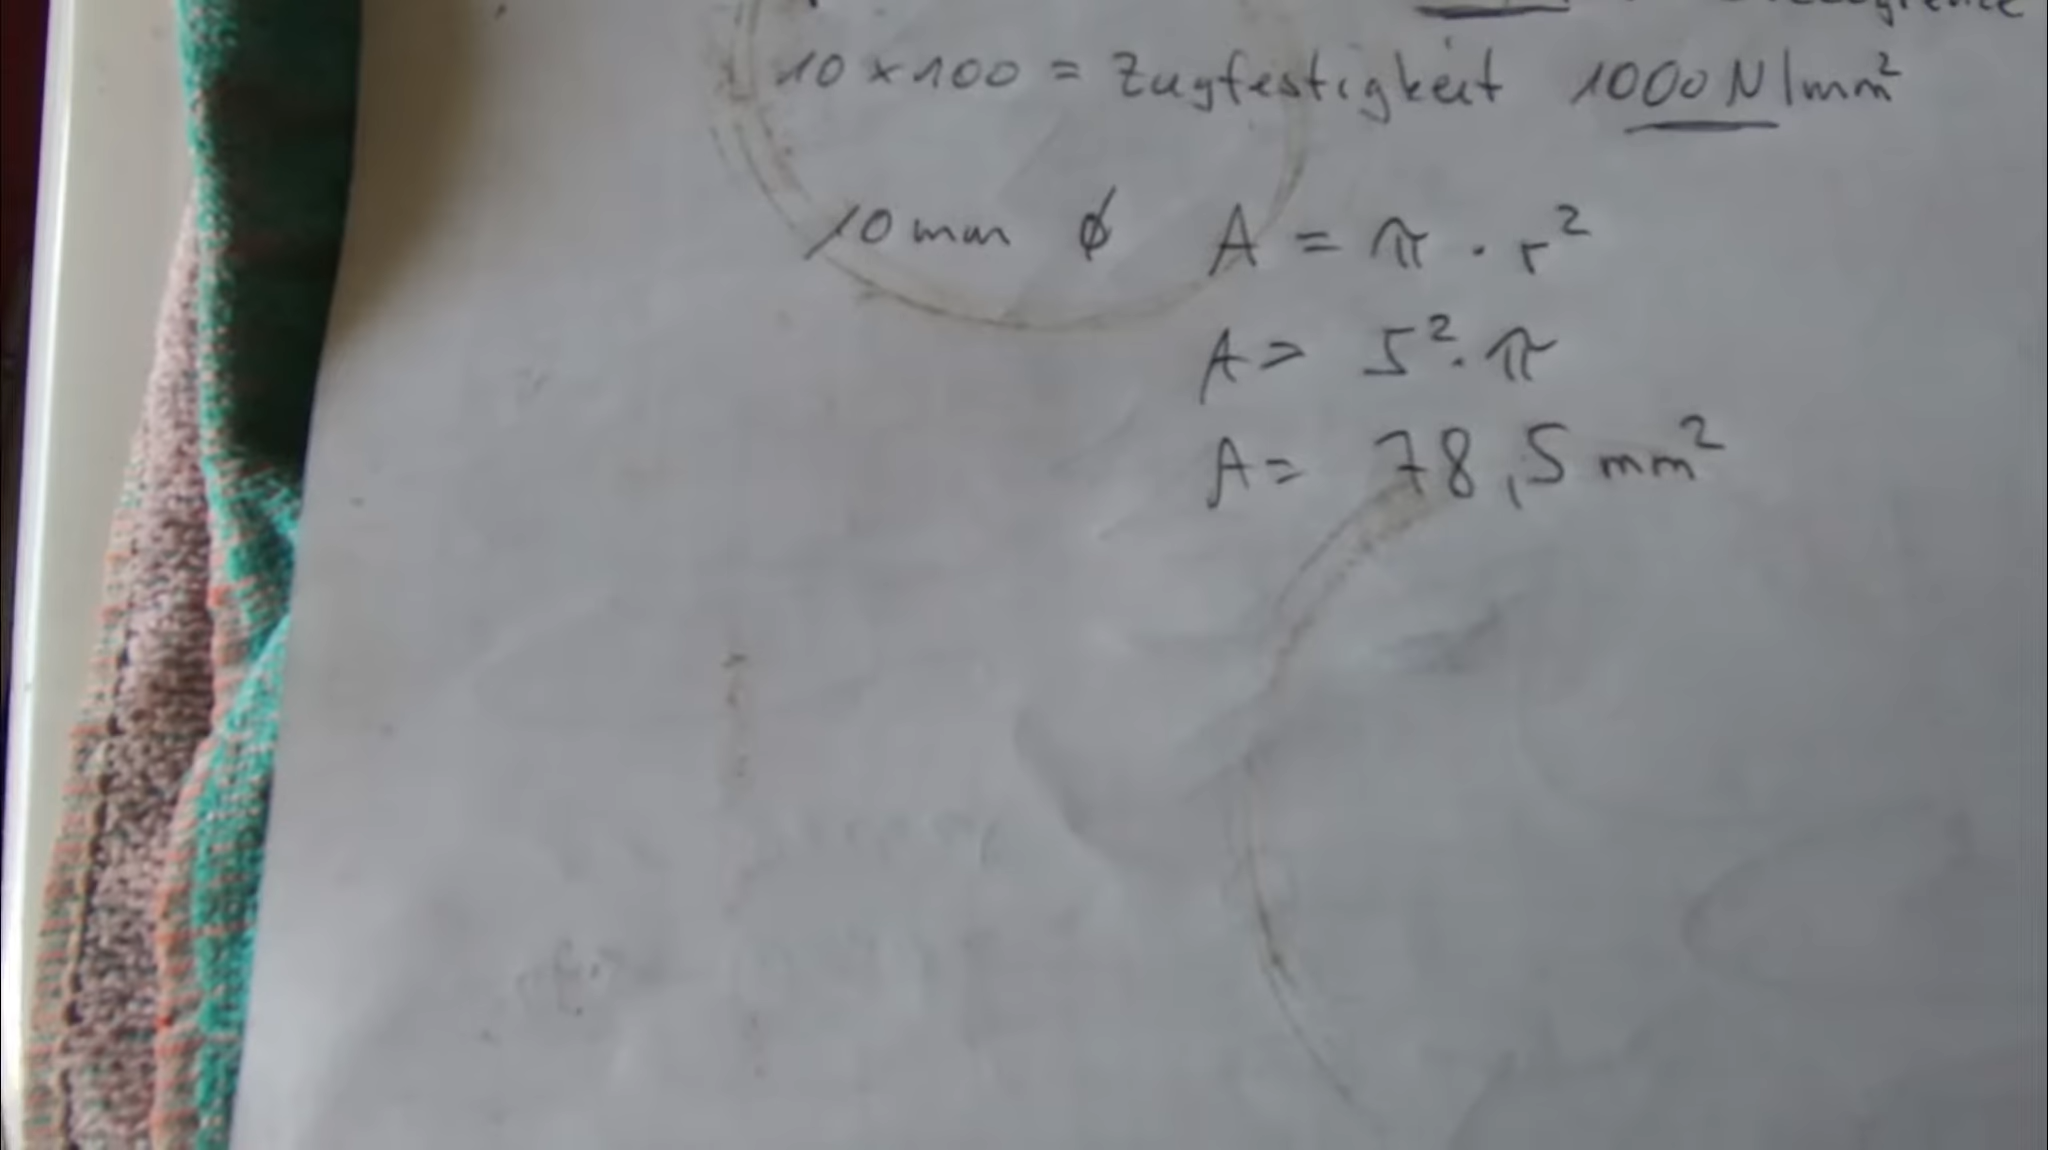 10 x 100 = Zugfestigkeit 1000 N/mm²
10 mm ∅ A = π · r²
A = 5² · π
A = 78,5 mm²